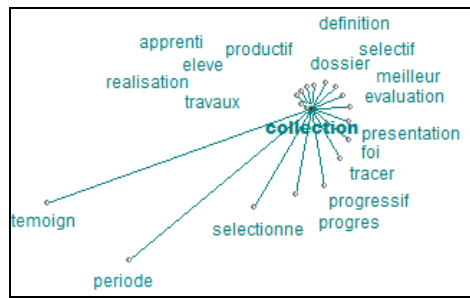 definition
apprenti
productif
selectif
eleve
dossier
meilleur
realisation
evaluation
travaux
collection
presentation
foi
tracer
progressif
temoign
selectionne
progres
periode